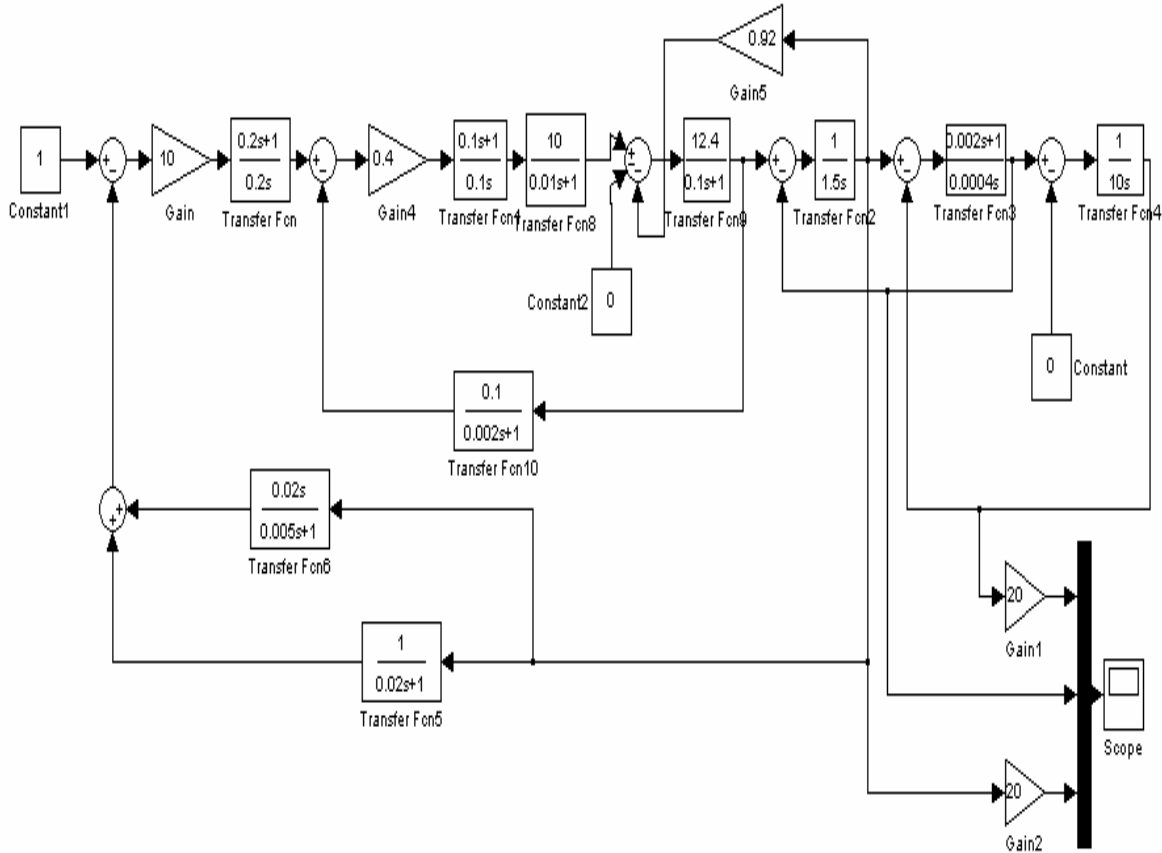 0.92
Gain5
1
Constant1
+
−
10
Gain
0.2s+1
0.2s
Transfer Fcn
+
−
0.4
Gain4
0.1s+1
0.1s
Transfer Fcn4
10
0.01s+1
Transfer Fcn8
+
−
−
12.4
0.1s+1
Transfer Fcn9
+
−
1
1.5s
Transfer Fcn2
+
−
0.002s+1
0.0004s
Transfer Fcn3
+
−
1
10s
Transfer Fcn4
Constant2
0
0
Constant
0.1
0.002s+1
Transfer Fcn10
+
+
0.02s
0.005s+1
Transfer Fcn6
1
0.02s+1
Transfer Fcn5
20
Gain1
Scope
20
Gain2